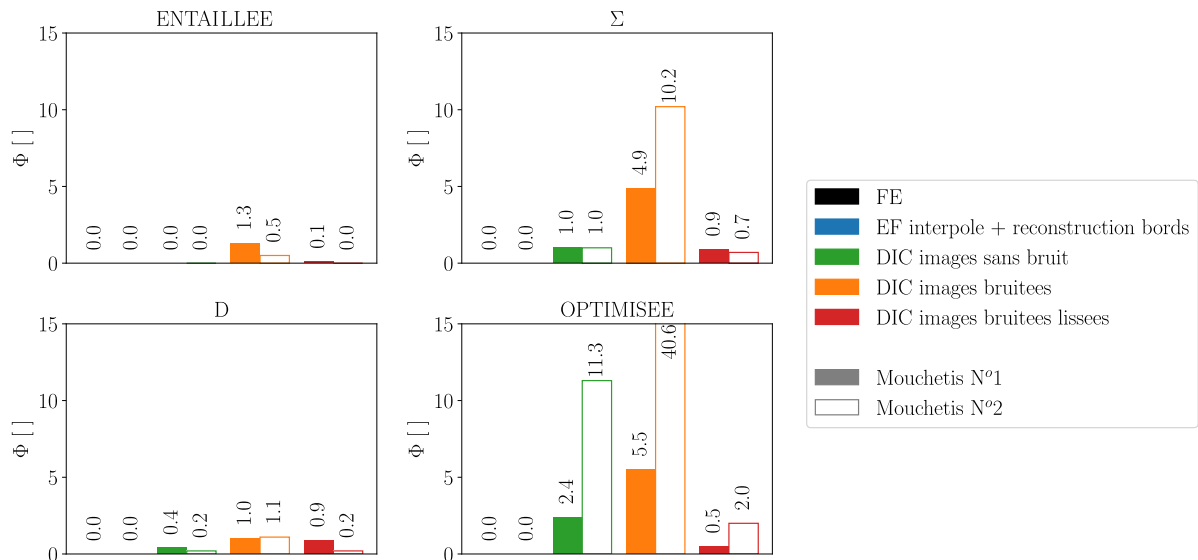 ENTAILLEE
Φ [ ]
15
10
5
0
0.0 0.0 0.0 0.0 1.3 0.5 0.1 0.0
Σ
Φ [ ]
15
10
5
0
0.0 0.0 1.0 1.0 4.9 10.2 0.9 0.7
D
Φ [ ]
15
10
5
0
0.0 0.0 0.4 0.2 1.0 1.1 0.9 0.2
OPTIMISEE
Φ [ ]
15
10
5
0
0.0 0.0 2.4 11.3 5.5 40.6 0.5 2.0
FE
EF interpole + reconstruction bords
DIC images sans bruit
DIC images bruitees
DIC images bruitees lissees
Mouchetis Nº1
Mouchetis Nº2